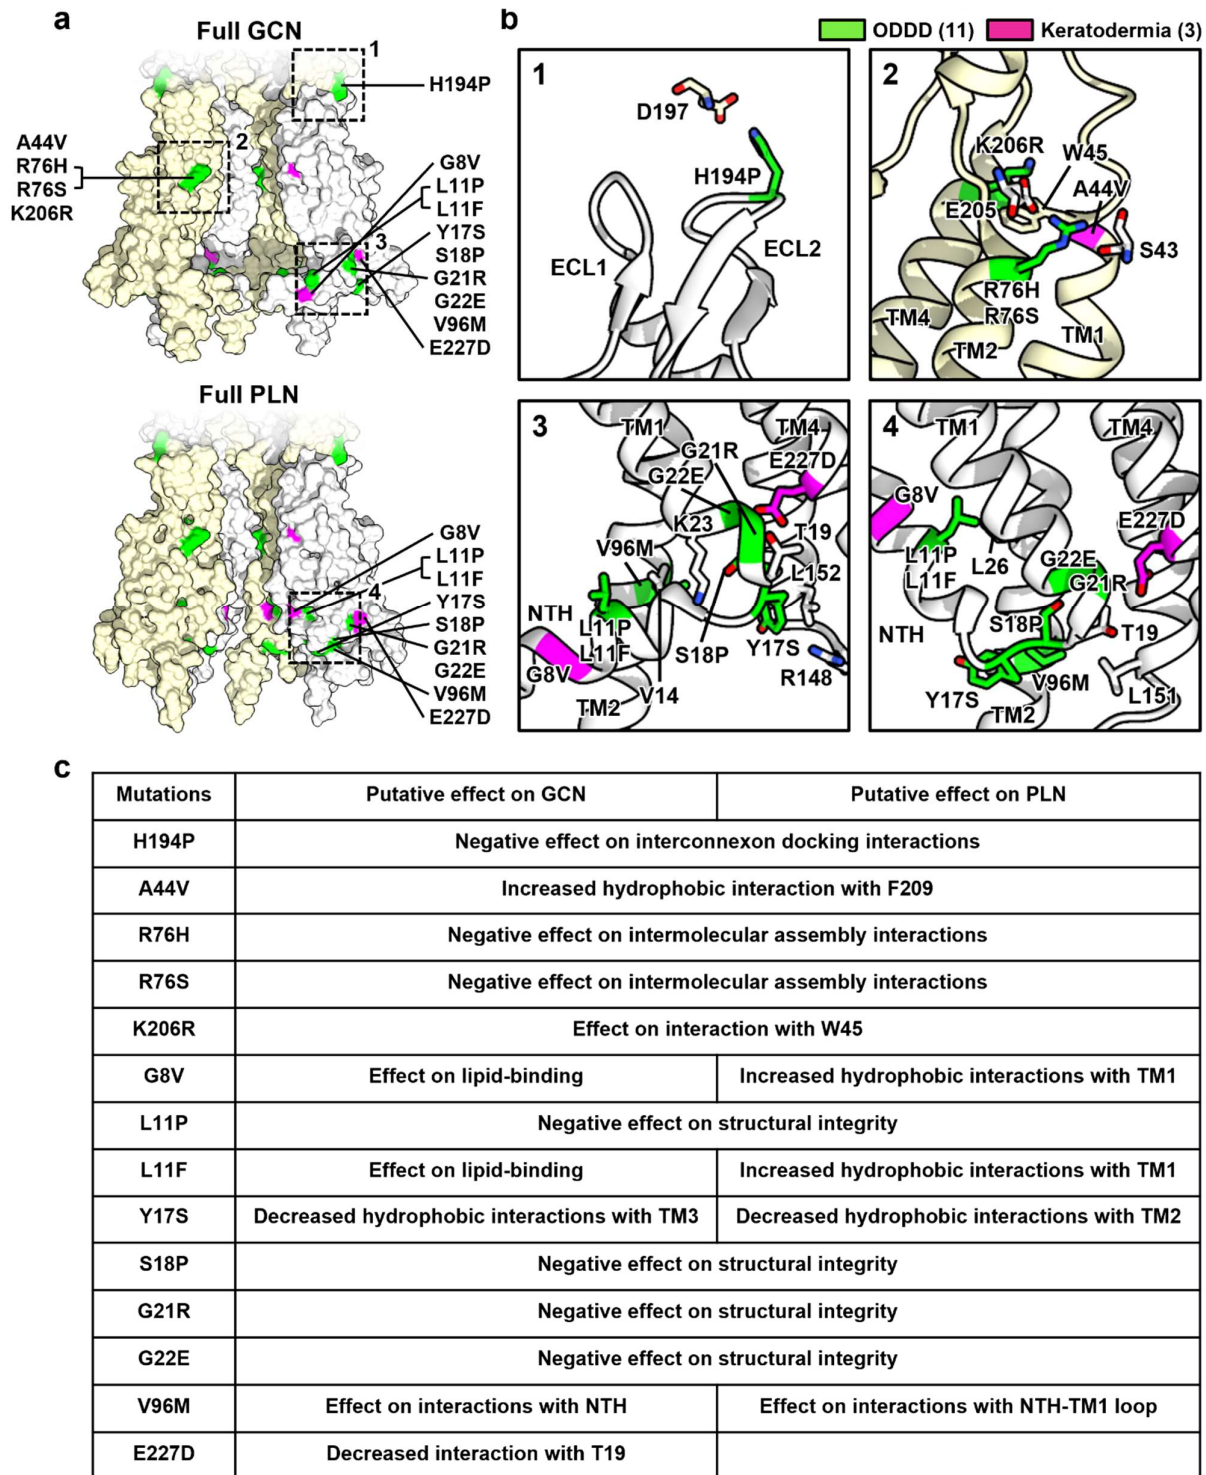 a
Full GCN
1
H194P
A44V
R76H
R76S
K206R
2
G8V
L11P
L11F
Y17S
S18P
G21R
G22E
V96M
E227D
3
Full PLN
G8V
L11P
L11F
Y17S
S18P
G21R
G22E
V96M
E227D
4
b
ODDD (11) Keratodermia (3)
1
D197
H194P
ECL1
ECL2
2
K206R
W45
A44V
E205
S43
R76H
R76S
TM4
TM2
TM1
3
TM1
TM4
G21R
E227D
G22E
K23
T19
V96M
L152
NTH
L11P
L11F
S18P
Y17S
G8V
R148
V14
TM2
4
TM1
TM4
G8V
E227D
L11P
L11F
L26
G22E
G21R
S18P
NTH
T19
V96M
Y17S
L151
TM2
c
Mutations Putative effect on GCN Putative effect on PLN
H194P Negative effect on interconnexon docking interactions
A44V Increased hydrophobic interaction with F209
R76H Negative effect on intermolecular assembly interactions
R76S Negative effect on intermolecular assembly interactions
K206R Effect on interaction with W45
G8V Effect on lipid-binding Increased hydrophobic interactions with TM1
L11P Negative effect on structural integrity
L11F Effect on lipid-binding Increased hydrophobic interactions with TM1
Y17S Decreased hydrophobic interactions with TM3 Decreased hydrophobic interactions with TM2
S18P Negative effect on structural integrity
G21R Negative effect on structural integrity
G22E Negative effect on structural integrity
V96M Effect on interactions with NTH Effect on interactions with NTH-TM1 loop
E227D Decreased interaction with T19